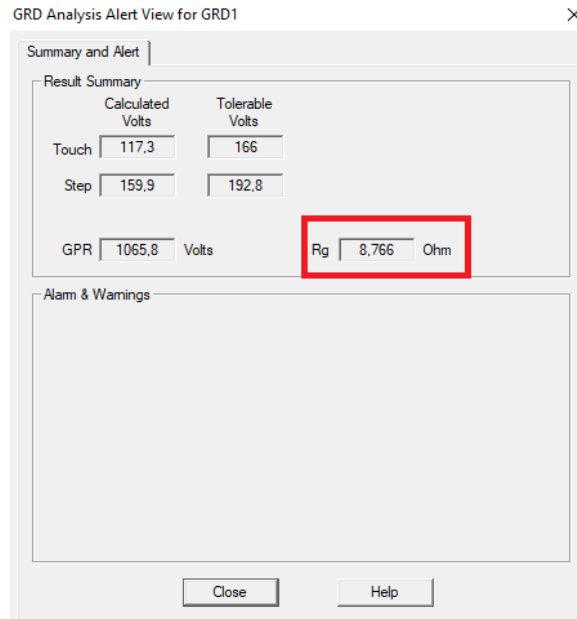 GRD Analysis Alert View for GRD1
Summary and Alert
Result Summary
Calculated Volts Tolerable Volts
Touch 117,3 166
Step 159,9 192,8
GPR 1065,8 Volts Rg 8,766 Ohm
Alarm & Warnings
Close Help